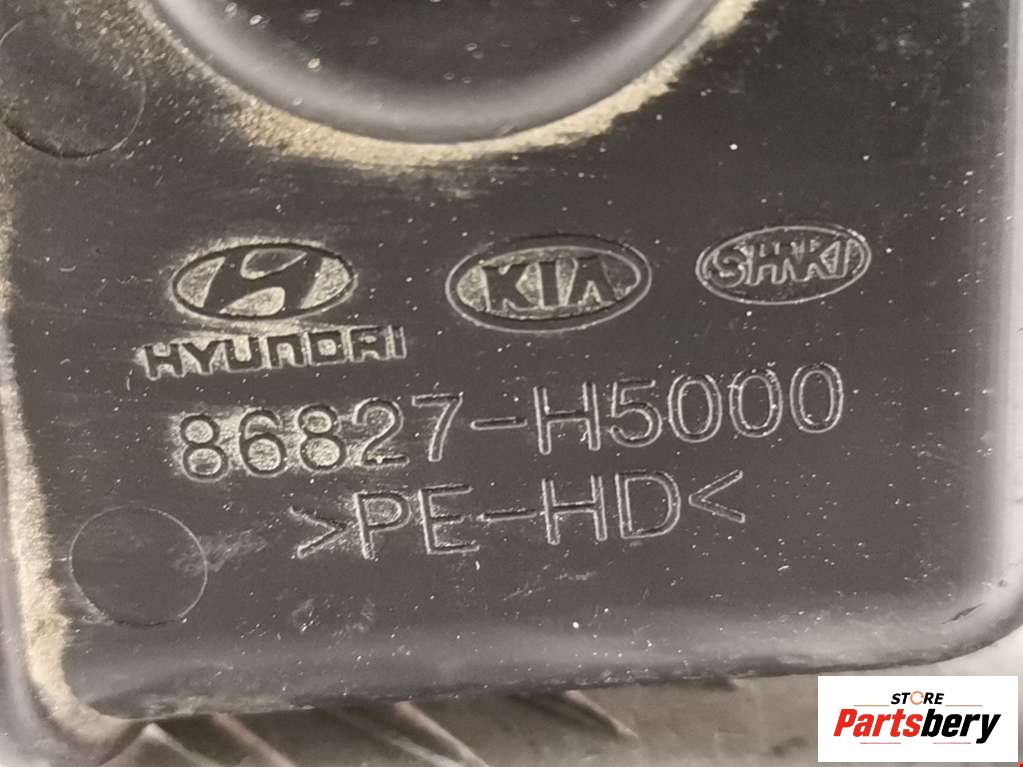 HYUNDAI
KIA
86827-H5000
>PE-HD<
STORE
Partsbery